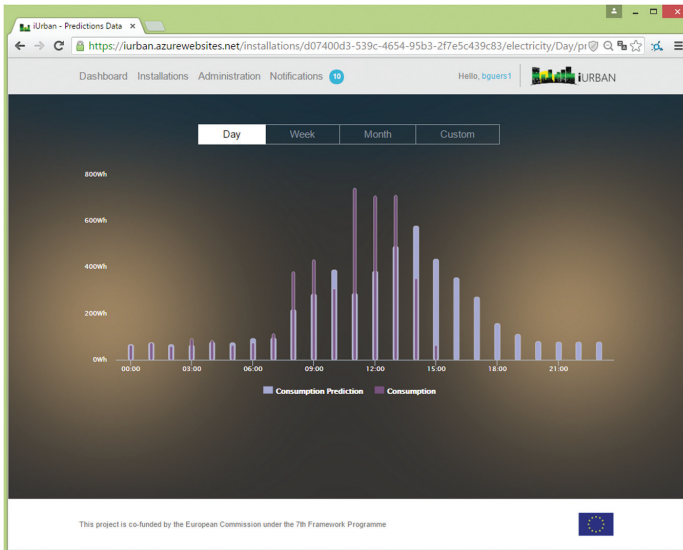 iUrban - Predictions Data
https://iurban.azurewebsites.net/installations/d07400d3-539c-4654-95b3-2f7e5c439c83/electricity/Day/pr
Dashboard Installations Administration Notifications 10 Hello, bguers1 iURBAN
Day Week Month Custom
800Wh
600Wh
400Wh
200Wh
0Wh
00:00 03:00 06:00 09:00 12:00 15:00 18:00 21:00
Consumption Prediction Consumption
This project is co-funded by the European Commission under the 7th Framework Programme